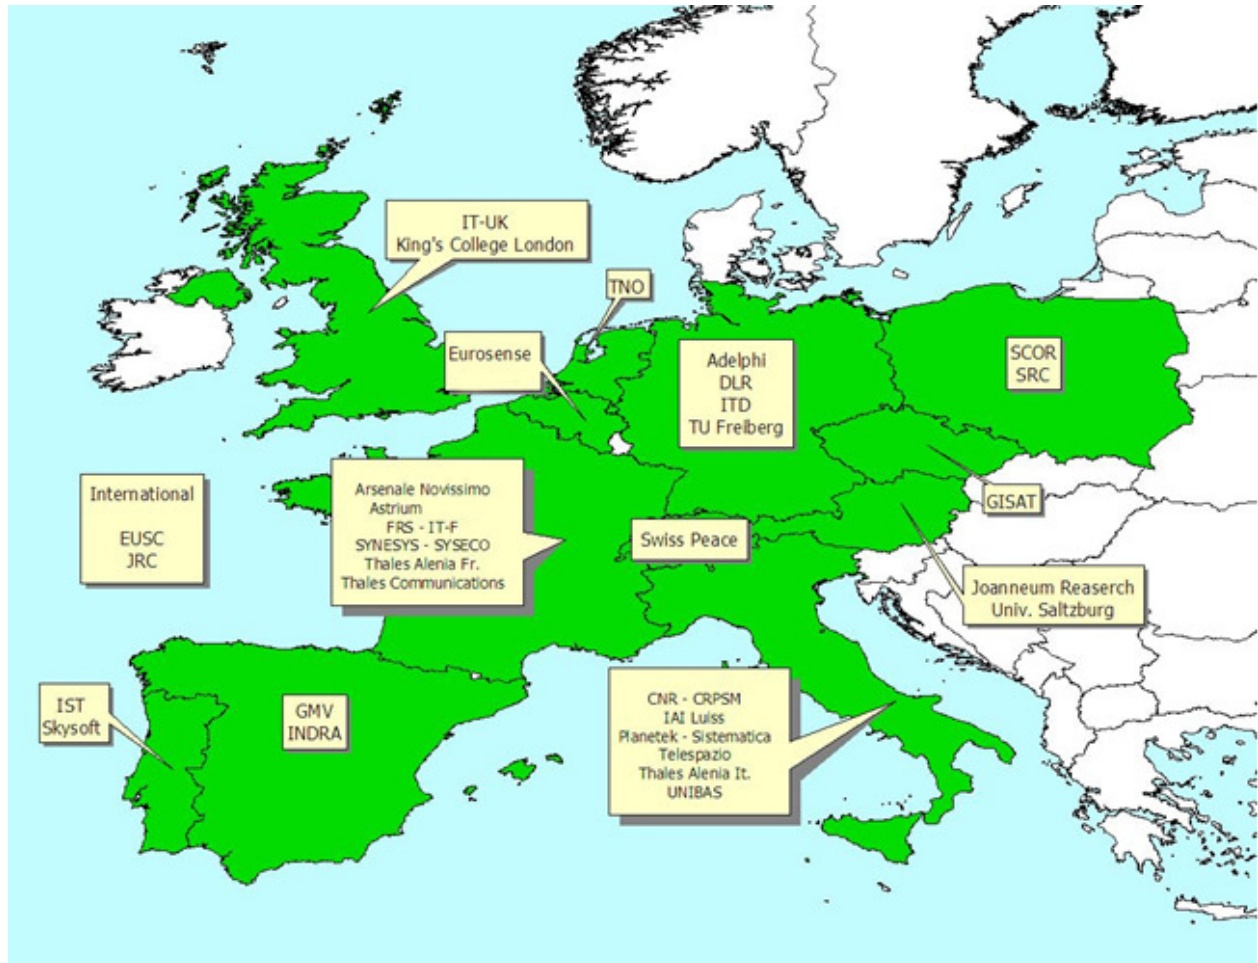 IT-UK
King's College London
TNO
Eurosense
Adelphi
DLR
ITD
TU Freiberg
SCOR
SRC
International
EUSC
JRC
Arsenale Novissimo
Astrium
FRS - IT-F
SYNESYS - SYSECO
Thales Alenia Fr.
Thales Communications
Swiss Peace
GISAT
Joanneum Reaserch
Univ. Saltzburg
IST
Skysoft
GMV
INDRA
CNR - CRPSM
IAI Luiss
Planetek - Sistematica
Telespazio
Thales Alenia It.
UNIBAS